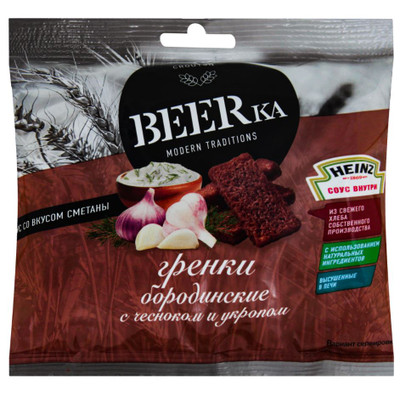 BEERKA
MODERN TRADITIONS
СО ВКУСОМ СМЕТАНЫ
HEINZ
СОУС ВНУТРИ
ИЗ СВЕЖЕГО
ХЛЕБА
СОБСТВЕННОГО
ПРОИЗВОДСТВА
С ИСПОЛЬЗОВАНИЕМ
НАТУРАЛЬНЫХ
ИНГРЕДИЕНТОВ
ВЫСУШЕННЫЕ
В ПЕЧИ
гренки
бородинские
с чесноком и укропом
Вариант